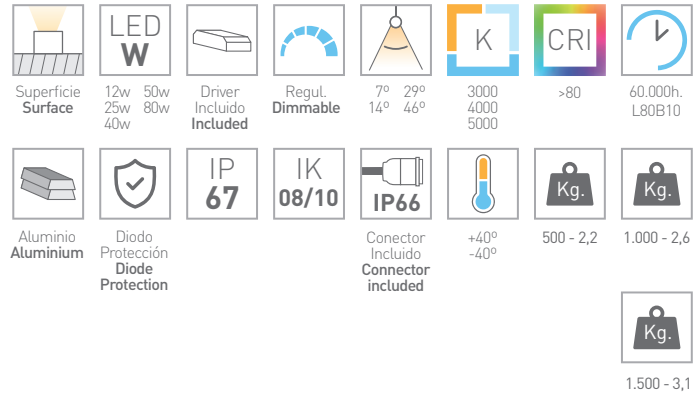 LED
W
K
CRI
Superficie
Surface
12w 50w
25w 80w
40w
Driver
Incluido
Included
Regul.
Dimmable
7º 29º
14º 46º
3000
4000
5000
>80
60.000h.
L80B10
IP
67
IK
08/10
IP66
Kg.
Kg.
Aluminio
Aluminium
Diodo
Protección
Diode
Protection
Conector
Incluido
Connector
included
+40º
-40º
500 - 2,2
1.000 - 2,6
Kg.
1.500 - 3,1